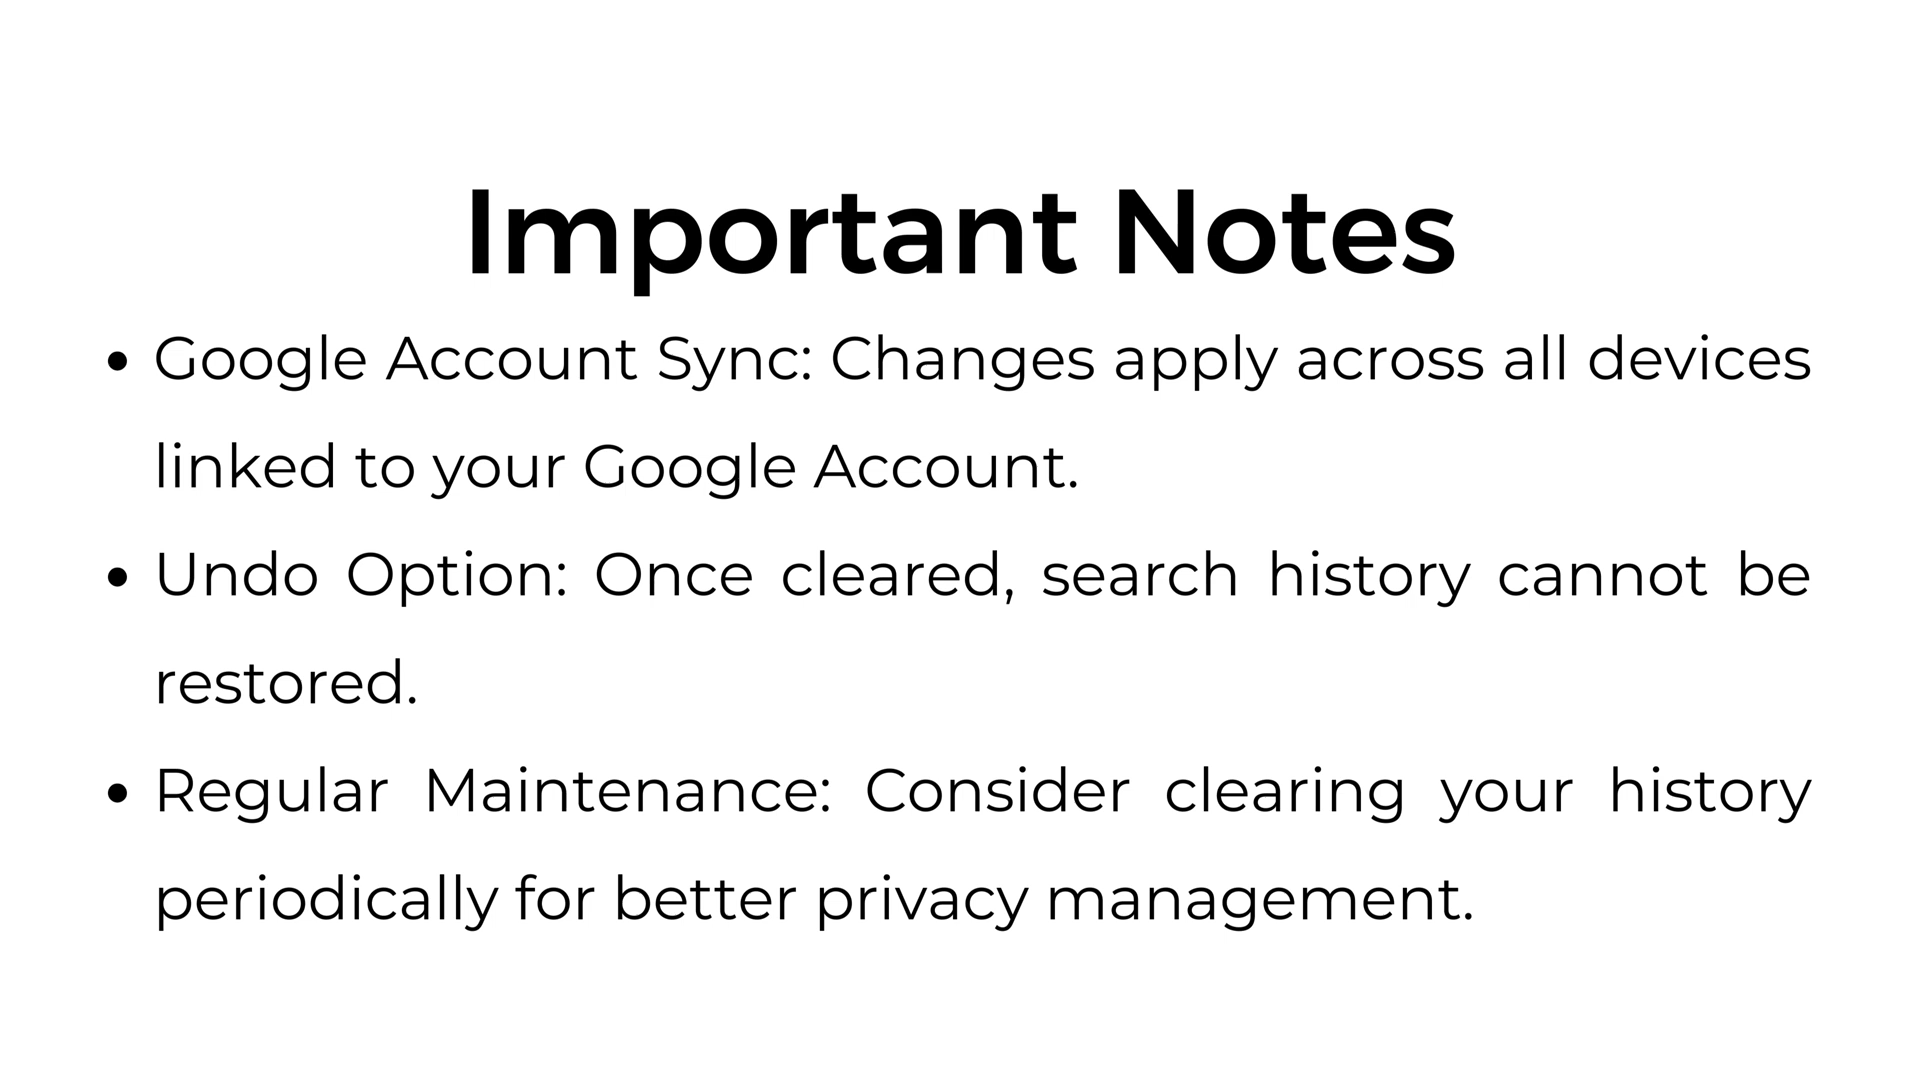 Important Notes
• Google Account Sync: Changes apply across all devices
linked to your Google Account.
• Undo Option: Once cleared, search history cannot be
restored.
• Regular Maintenance: Consider clearing your history
periodically for better privacy management.